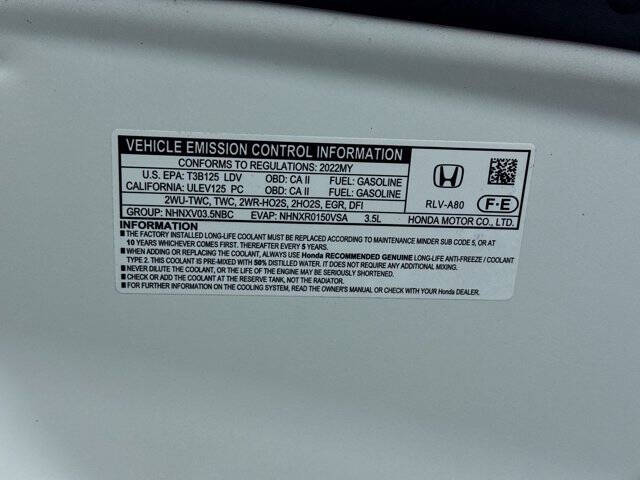 VEHICLE EMISSION CONTROL INFORMATION
CONFORMS TO REGULATIONS: 2022MY
U.S. EPA: T3B125 LDV OBD: CA II FUEL: GASOLINE
CALIFORNIA: ULEV125 PC OBD: CA II FUEL: GASOLINE
2WU-TWC, TWC, 2WR-HO2S, 2HO2S, EGR, DFI
GROUP: NHNXV03.5NBC EVAP: NHNXR0150VSA 3.5L
RLV-A80 F-E
HONDA MOTOR CO., LTD.
INFORMATION
■THE FACTORY INSTALLED LONG-LIFE COOLANT MUST BE REPLACED ACCORDING TO MAINTENANCE MINDER SUB CODE 5, OR AT
10 YEARS WHICHEVER COMES FIRST. THEREAFTER EVERY 5 YEARS.
■WHEN ADDING OR REPLACING THE COOLANT, ALWAYS USE Honda RECOMMENDED GENUINE LONG-LIFE ANTI-FREEZE / COOLANT
TYPE 2. THIS COOLANT IS PRE-MIXED WITH 50% DISTILLED WATER. IT DOES NOT REQUIRE ANY ADDITIONAL MIXING.
■NEVER DILUTE THE COOLANT, OR THE LIFE OF THE ENGINE MAY BE SERIOUSLY SHORTENED.
■CHECK OR ADD THE COOLANT AT THE RESERVE TANK, NOT THE RADIATOR.
■FOR FURTHER INFORMATION ON THE COOLING SYSTEM, READ THE OWNER'S MANUAL OR CHECK WITH YOUR Honda DEALER.